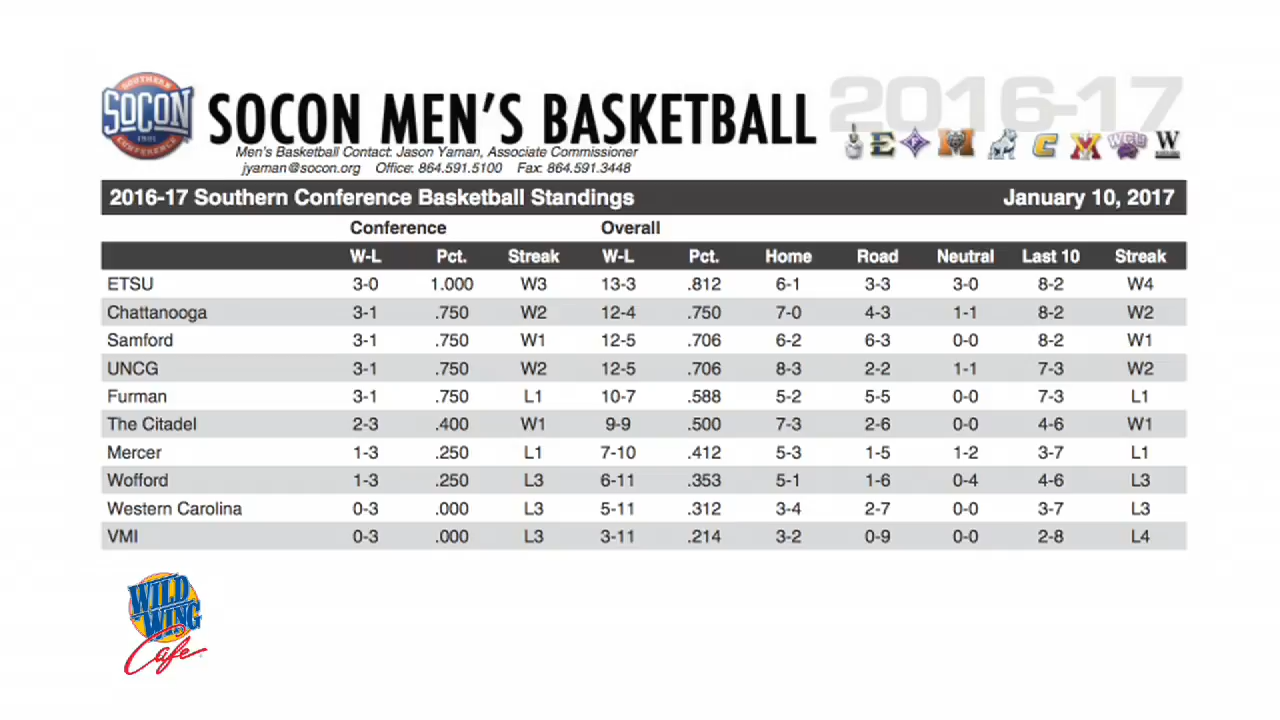 SOUTHERN
SOCON
1921
CONFERENCE
SOCON MEN'S BASKETBALL
2016-17
Men's Basketball Contact: Jason Yaman, Associate Commissioner
jyaman@socon.org Office: 864.591.5100 Fax: 864.591.3448
E F M C VMI WCU W
2016-17 Southern Conference Basketball Standings January 10, 2017
Conference Overall
W-L Pct. Streak W-L Pct. Home Road Neutral Last 10 Streak
ETSU 3-0 1.000 W3 13-3 .812 6-1 3-3 3-0 8-2 W4
Chattanooga 3-1 .750 W2 12-4 .750 7-0 4-3 1-1 8-2 W2
Samford 3-1 .750 W1 12-5 .706 6-2 6-3 0-0 8-2 W1
UNCG 3-1 .750 W2 12-5 .706 8-3 2-2 1-1 7-3 W2
Furman 3-1 .750 L1 10-7 .588 5-2 5-5 0-0 7-3 L1
The Citadel 2-3 .400 W1 9-9 .500 7-3 2-6 0-0 4-6 W1
Mercer 1-3 .250 L1 7-10 .412 5-3 1-5 1-2 3-7 L1
Wofford 1-3 .250 L3 6-11 .353 5-1 1-6 0-4 4-6 L3
Western Carolina 0-3 .000 L3 5-11 .312 3-4 2-7 0-0 3-7 L3
VMI 0-3 .000 L3 3-11 .214 3-2 0-9 0-0 2-8 L4
WILD
WING
Cafe